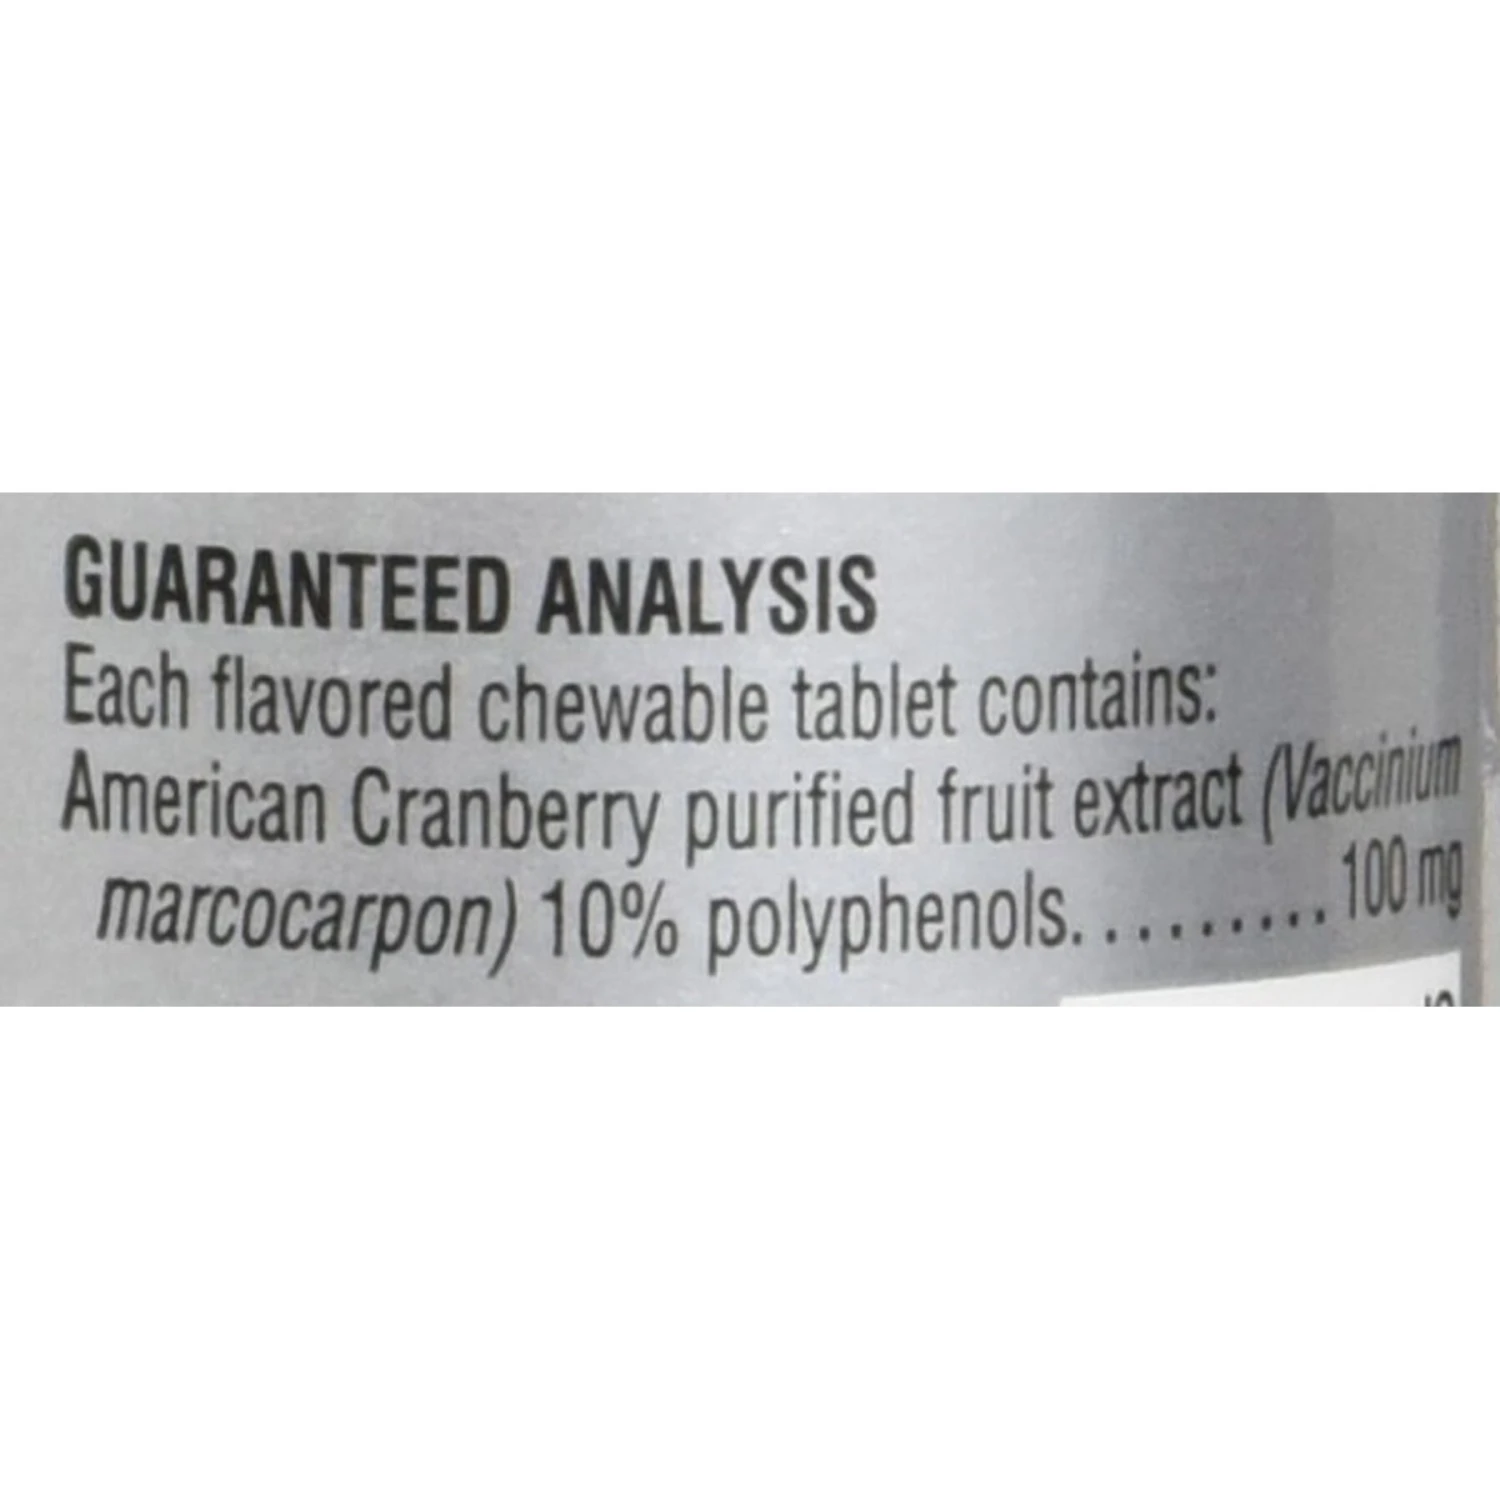 GUARANTEED ANALYSIS
Each flavored chewable tablet contains:
American Cranberry purified fruit extract (Vaccinium
marcocarpon) 10% polyphenols.......... 100 mg